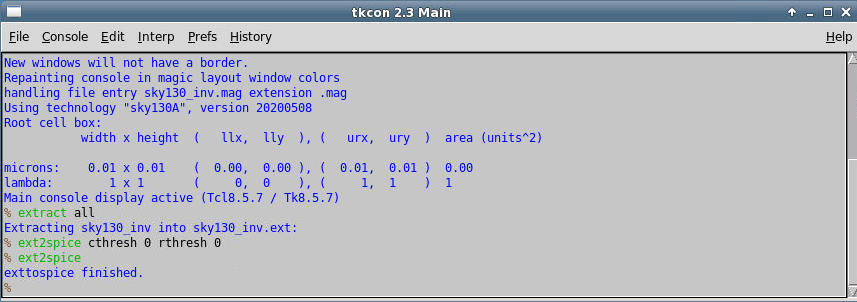 tkcon 2.3 Main
File Console Edit Interp Prefs History Help
New windows will not have a border.
Repainting console in magic layout window colors
handling file entry sky130_inv.mag extension .mag
Using technology "sky130A", version 20200508
Root cell box:
width x height ( llx, lly ), ( urx, ury ) area (units^2)
microns: 0.01 x 0.01 ( 0.00, 0.00 ), ( 0.01, 0.01 ) 0.00
lambda: 1 x 1 ( 0, 0 ), ( 1, 1 ) 1
Main console display active (Tcl8.5.7 / Tk8.5.7)
% extract all
Extracting sky130_inv into sky130_inv.ext:
% ext2spice cthresh 0 rthresh 0
% ext2spice
exttospice finished.
%